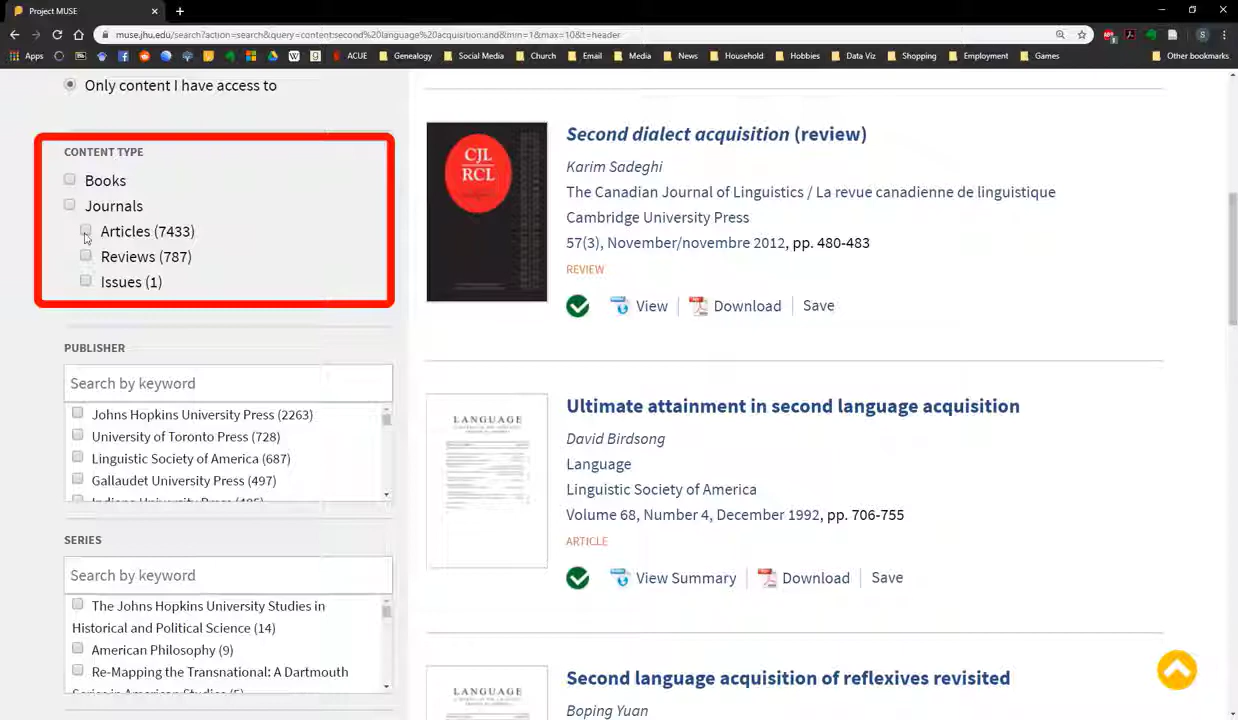 Project MUSE
muse.jhu.edu/search?action=search&query=content:second%20language%20acquisition:and&min=1&max=10&t=header
Apps
ACUE
Genealogy
Social Media
Church
Email
Media
News
Household
Hobbies
Data Viz
Shopping
Employment
Games
Other bookmarks
Only content I have access to
CONTENT TYPE
Books
Journals
Articles (7433)
Reviews (787)
Issues (1)
PUBLISHER
Search by keyword
Johns Hopkins University Press (2263)
University of Toronto Press (728)
Linguistic Society of America (687)
Gallaudet University Press (497)
SERIES
Search by keyword
The Johns Hopkins University Studies in
Historical and Political Science (14)
American Philosophy (9)
Re-Mapping the Transnational: A Dartmouth
Series in American Studies (5)
CJL
RCL
Second dialect acquisition (review)
Karim Sadeghi
The Canadian Journal of Linguistics / La revue canadienne de linguistique
Cambridge University Press
57(3), November/novembre 2012, pp. 480-483
REVIEW
View
Download
Save
LANGUAGE
Ultimate attainment in second language acquisition
David Birdsong
Language
Linguistic Society of America
Volume 68, Number 4, December 1992, pp. 706-755
ARTICLE
View Summary
Download
Save
LANGUAGE
Second language acquisition of reflexives revisited
Boping Yuan